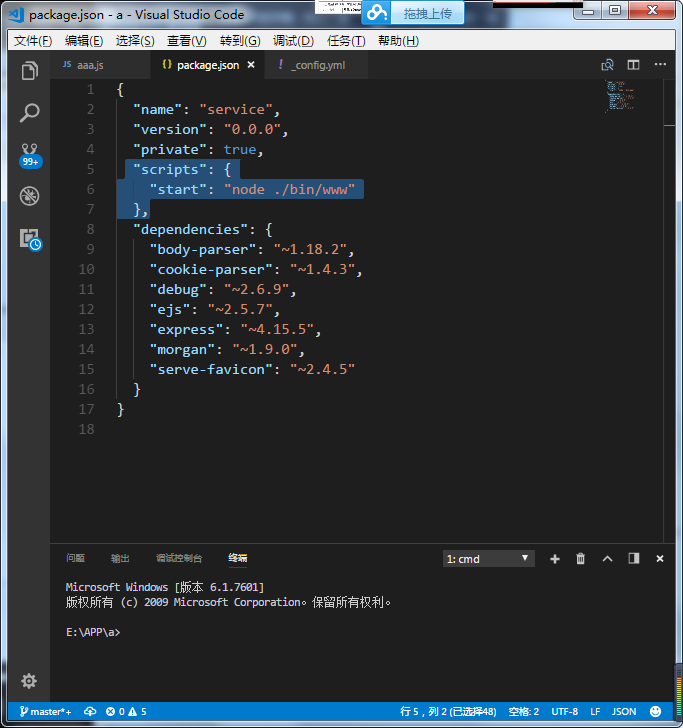 package.json - a - Visual Studio Code
拖拽上传
文件(F) 编辑(E) 选择(S) 查看(V) 转到(G) 调试(D) 任务(T) 帮助(H)
JS aaa.js {} package.json × ! _config.yml
1 {
2 "name": "service",
3 "version": "0.0.0",
4 "private": true,
5 "scripts": {
6 "start": "node ./bin/www"
7 },
8 "dependencies": {
9 "body-parser": "~1.18.2",
10 "cookie-parser": "~1.4.3",
11 "debug": "~2.6.9",
12 "ejs": "~2.5.7",
13 "express": "~4.15.5",
14 "morgan": "~1.9.0",
15 "serve-favicon": "~2.4.5"
16 }
17 }
18
99+
问题 输出 调试控制台 终端 1: cmd
Microsoft Windows [版本 6.1.7601]
版权所有 (c) 2009 Microsoft Corporation。保留所有权利。
E:\APP\a>
master*+ 0 5 行 5，列 2 (已选择48) 空格: 2 UTF-8 LF JSON